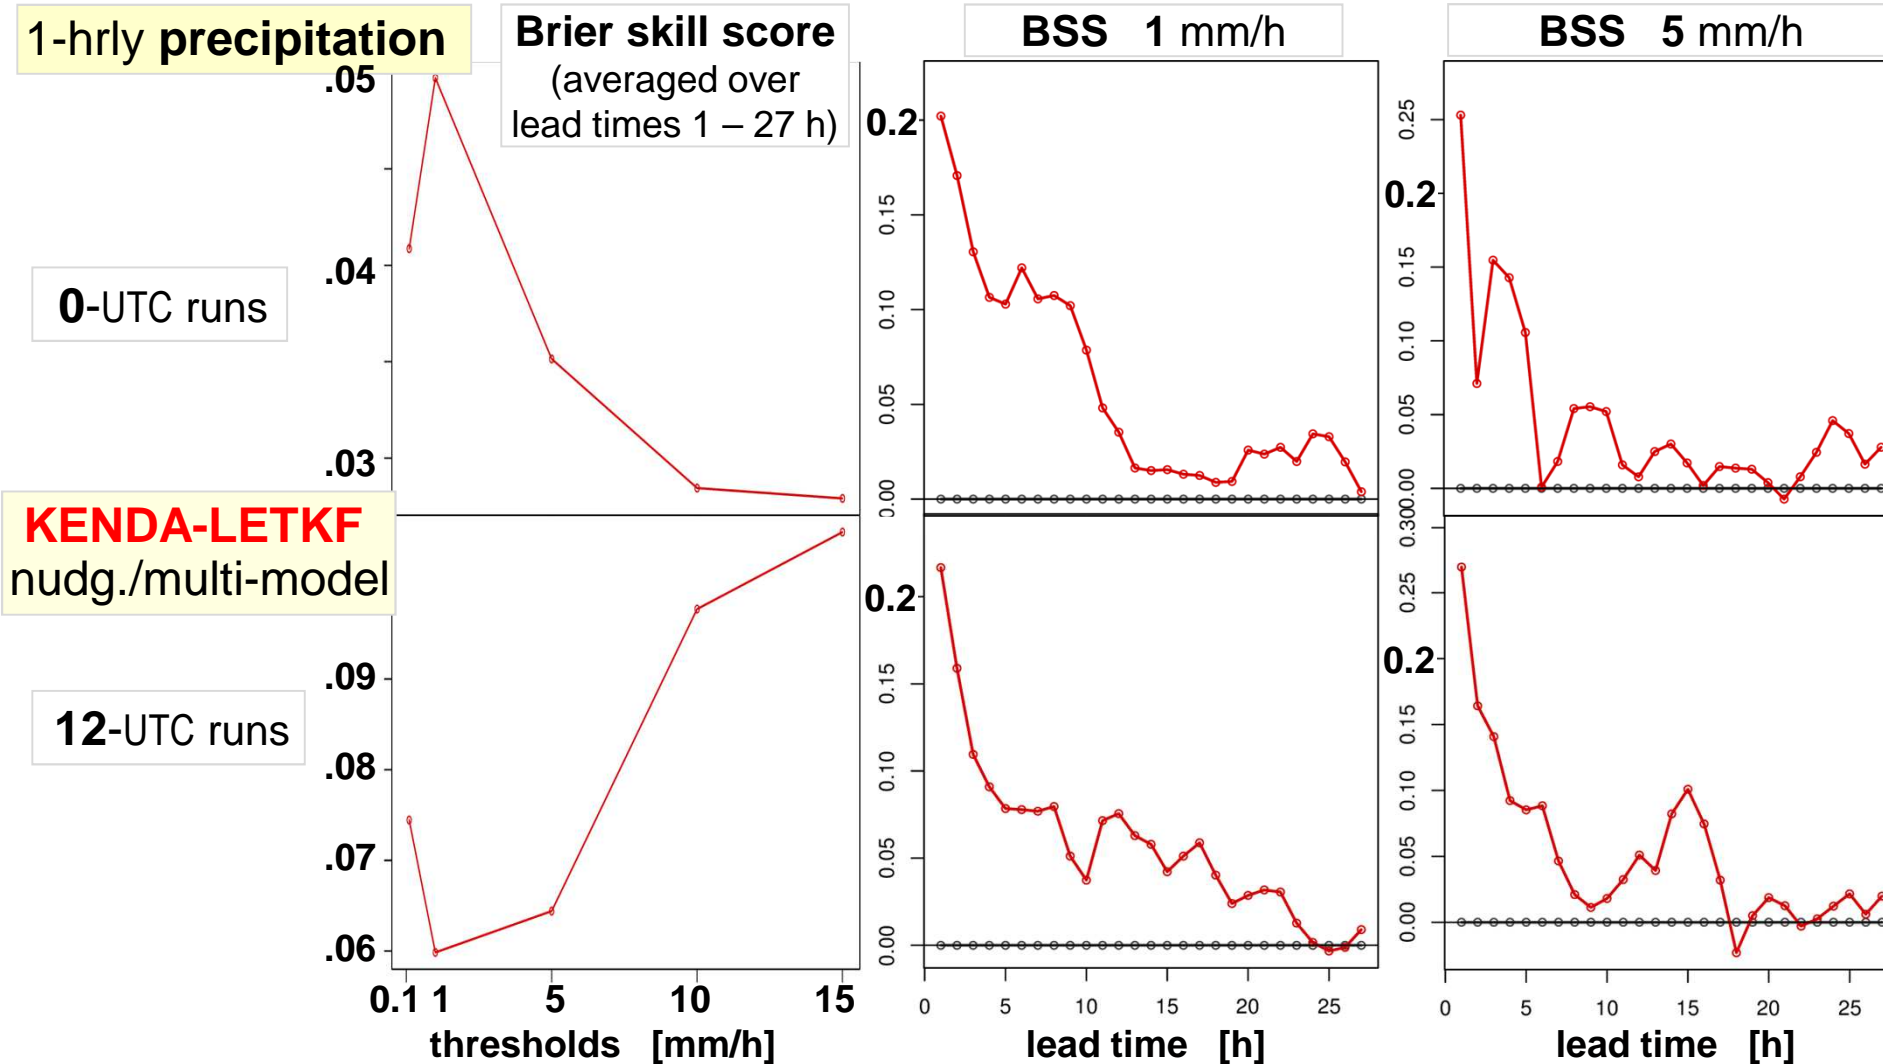 1-hrly precipitation
Brier skill score
(averaged over
lead times 1 – 27 h)
BSS 1 mm/h
BSS 5 mm/h
.05
.04
.03
0.2
0.15
0.10
0.05
0.00
0.25
0.2
0.15
0.10
0.05
0.00
0-UTC runs
KENDA-LETKF
nudg./multi-model
12-UTC runs
.09
.08
.07
.06
0.2
0.15
0.10
0.05
0.00
0.30
0.25
0.2
0.15
0.10
0.05
0.00
0.1 1 5 10 15
thresholds [mm/h]
0 5 10 15 20 25
lead time [h]
0 5 10 15 20 25
lead time [h]